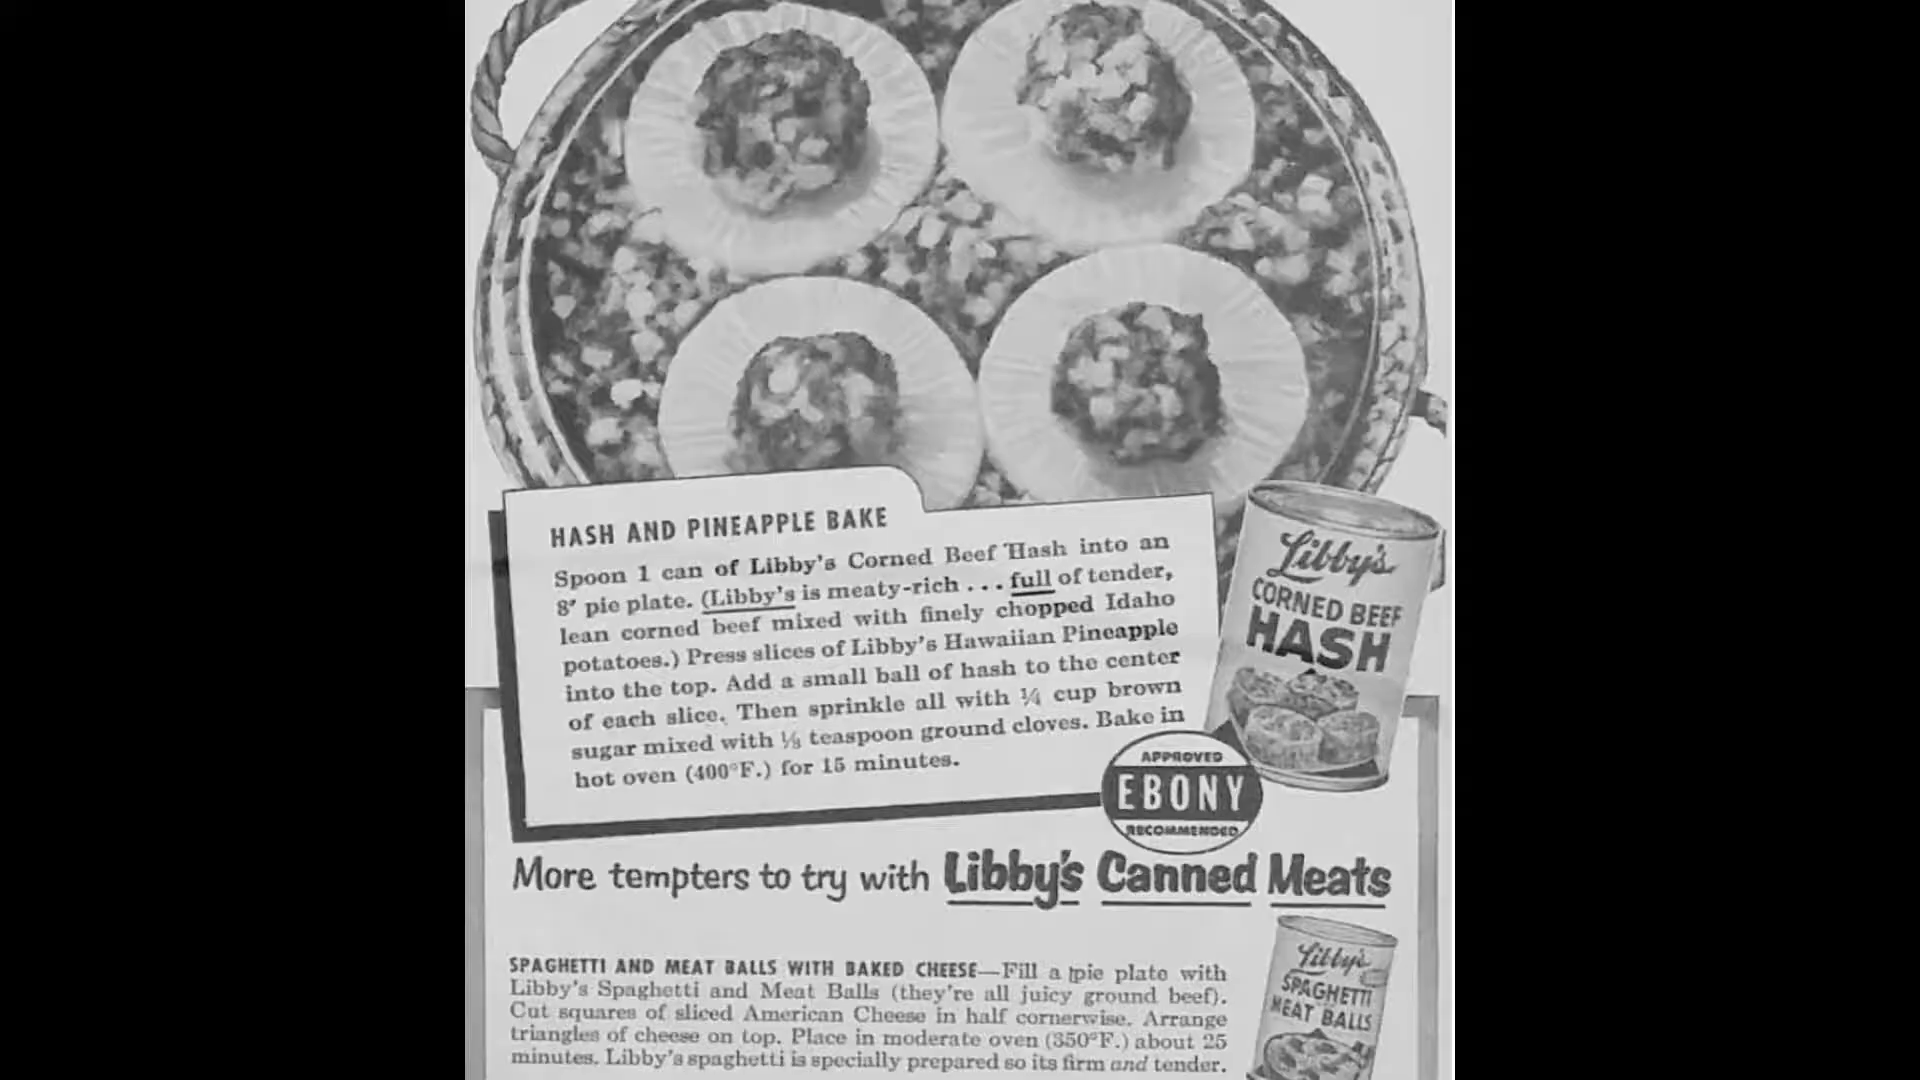 HASH AND PINEAPPLE BAKE
Spoon 1 can of Libby's Corned Beef Hash into an
8" pie plate. (Libby's is meaty-rich . . . full of tender,
lean corned beef mixed with finely chopped Idaho
potatoes.) Press slices of Libby's Hawaiian Pineapple
into the top. Add a small ball of hash to the center
of each slice. Then sprinkle all with ¼ cup brown
sugar mixed with ⅛ teaspoon ground cloves. Bake in
hot oven (400°F.) for 15 minutes.
Libby's
CORNED BEEF
HASH
APPROVED
EBONY
RECOMMENDED
More tempters to try with Libby's Canned Meats
SPAGHETTI AND MEAT BALLS WITH BAKED CHEESE—Fill a pie plate with
Libby's Spaghetti and Meat Balls (they're all juicy ground beef).
Cut squares of sliced American Cheese in half cornerwise. Arrange
triangles of cheese on top. Place in moderate oven (350°F.) about 25
minutes. Libby's spaghetti is specially prepared so its firm and tender.
Libby's
SPAGHETTI
MEAT BALLS